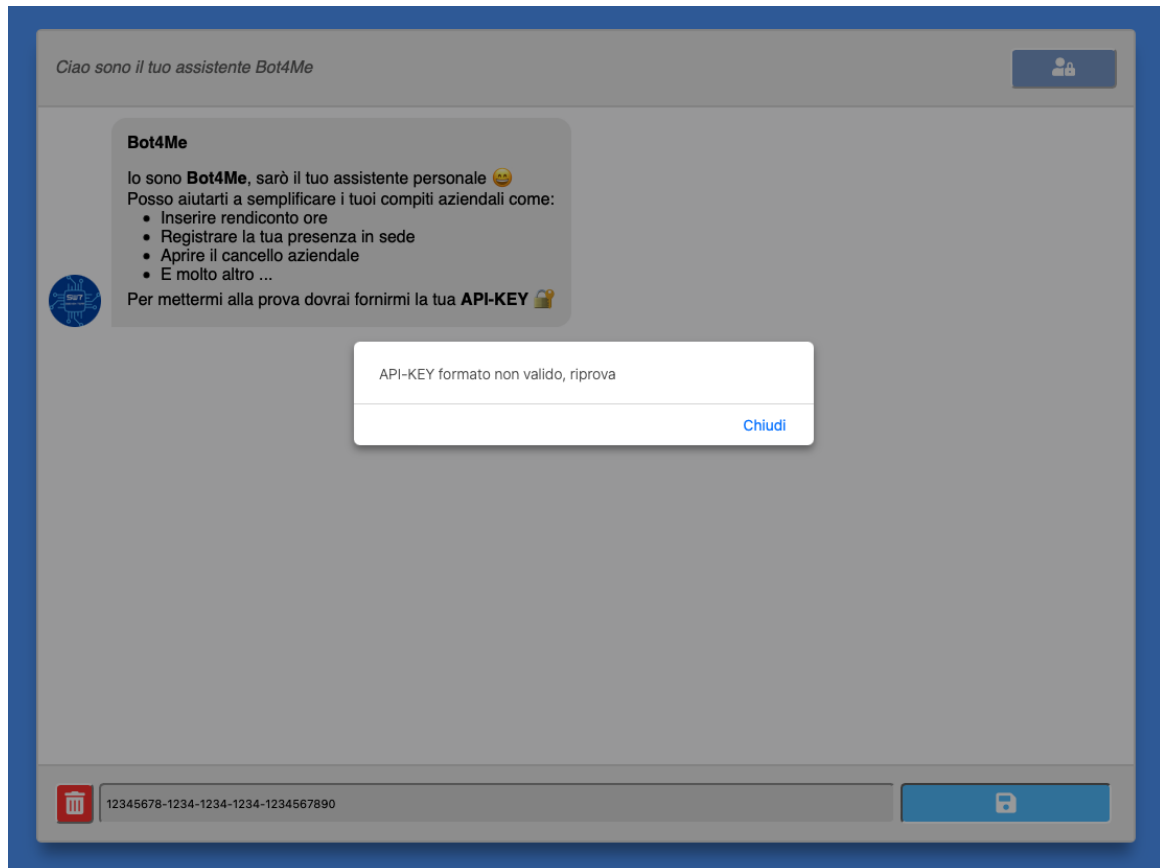 Ciao sono il tuo assistente Bot4Me
Bot4Me
Io sono Bot4Me, sarò il tuo assistente personale 😄
Posso aiutarti a semplificare i tuoi compiti aziendali come:
• Inserire rendiconto ore
• Registrare la tua presenza in sede
• Aprire il cancello aziendale
• E molto altro ...
Per mettermi alla prova dovrai fornirmi la tua API-KEY 🔐
SWT
API-KEY formato non valido, riprova
Chiudi
12345678-1234-1234-1234-1234567890